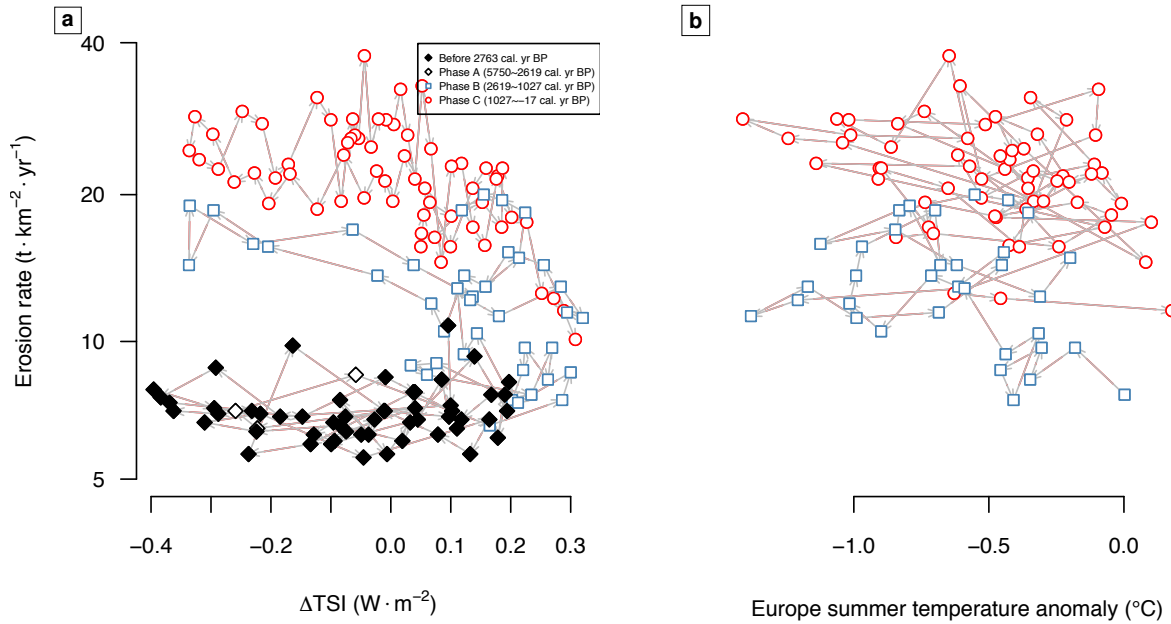 a
b
40
20
10
5
Erosion rate (t · km⁻² · yr⁻¹)
Before 2763 cal. yr BP
Phase A (5750~2619 cal. yr BP)
Phase B (2619~1027 cal. yr BP)
Phase C (1027~−17 cal. yr BP)
−0.4 −0.2 0.0 0.1 0.2 0.3
−1.0 −0.5 0.0
ΔTSI (W · m⁻²)
Europe summer temperature anomaly (°C)